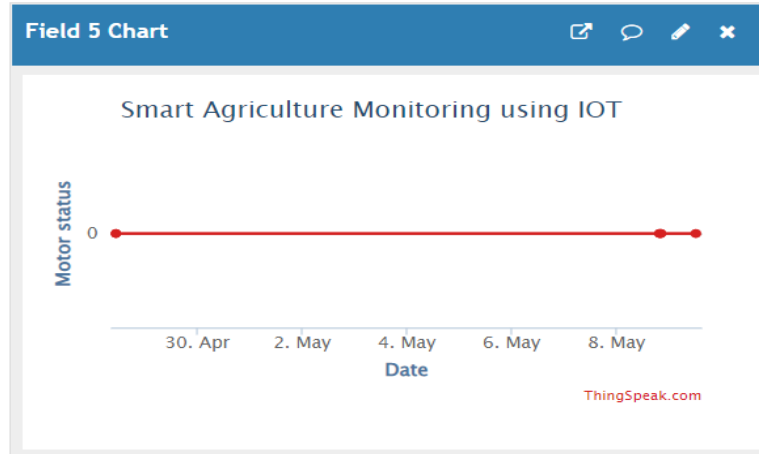 Field 5 Chart
Smart Agriculture Monitoring using IOT
Motor status
0
30. Apr 2. May 4. May 6. May 8. May
Date
ThingSpeak.com